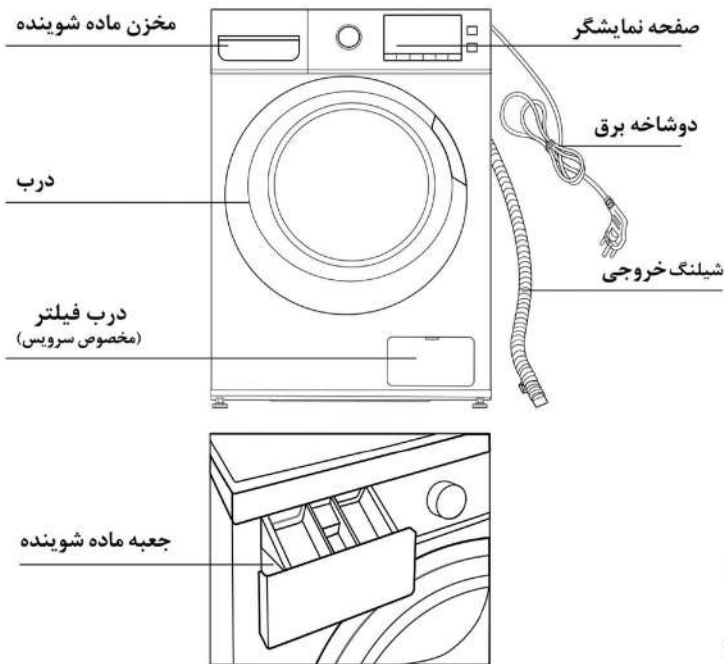 مخزن ماده شوینده
صفحه نمایشگر
دوشاخه برق
درب
شیلنگ خروجی
درب فیلتر
(مخصوص سرویس)
جعبه ماده شوینده